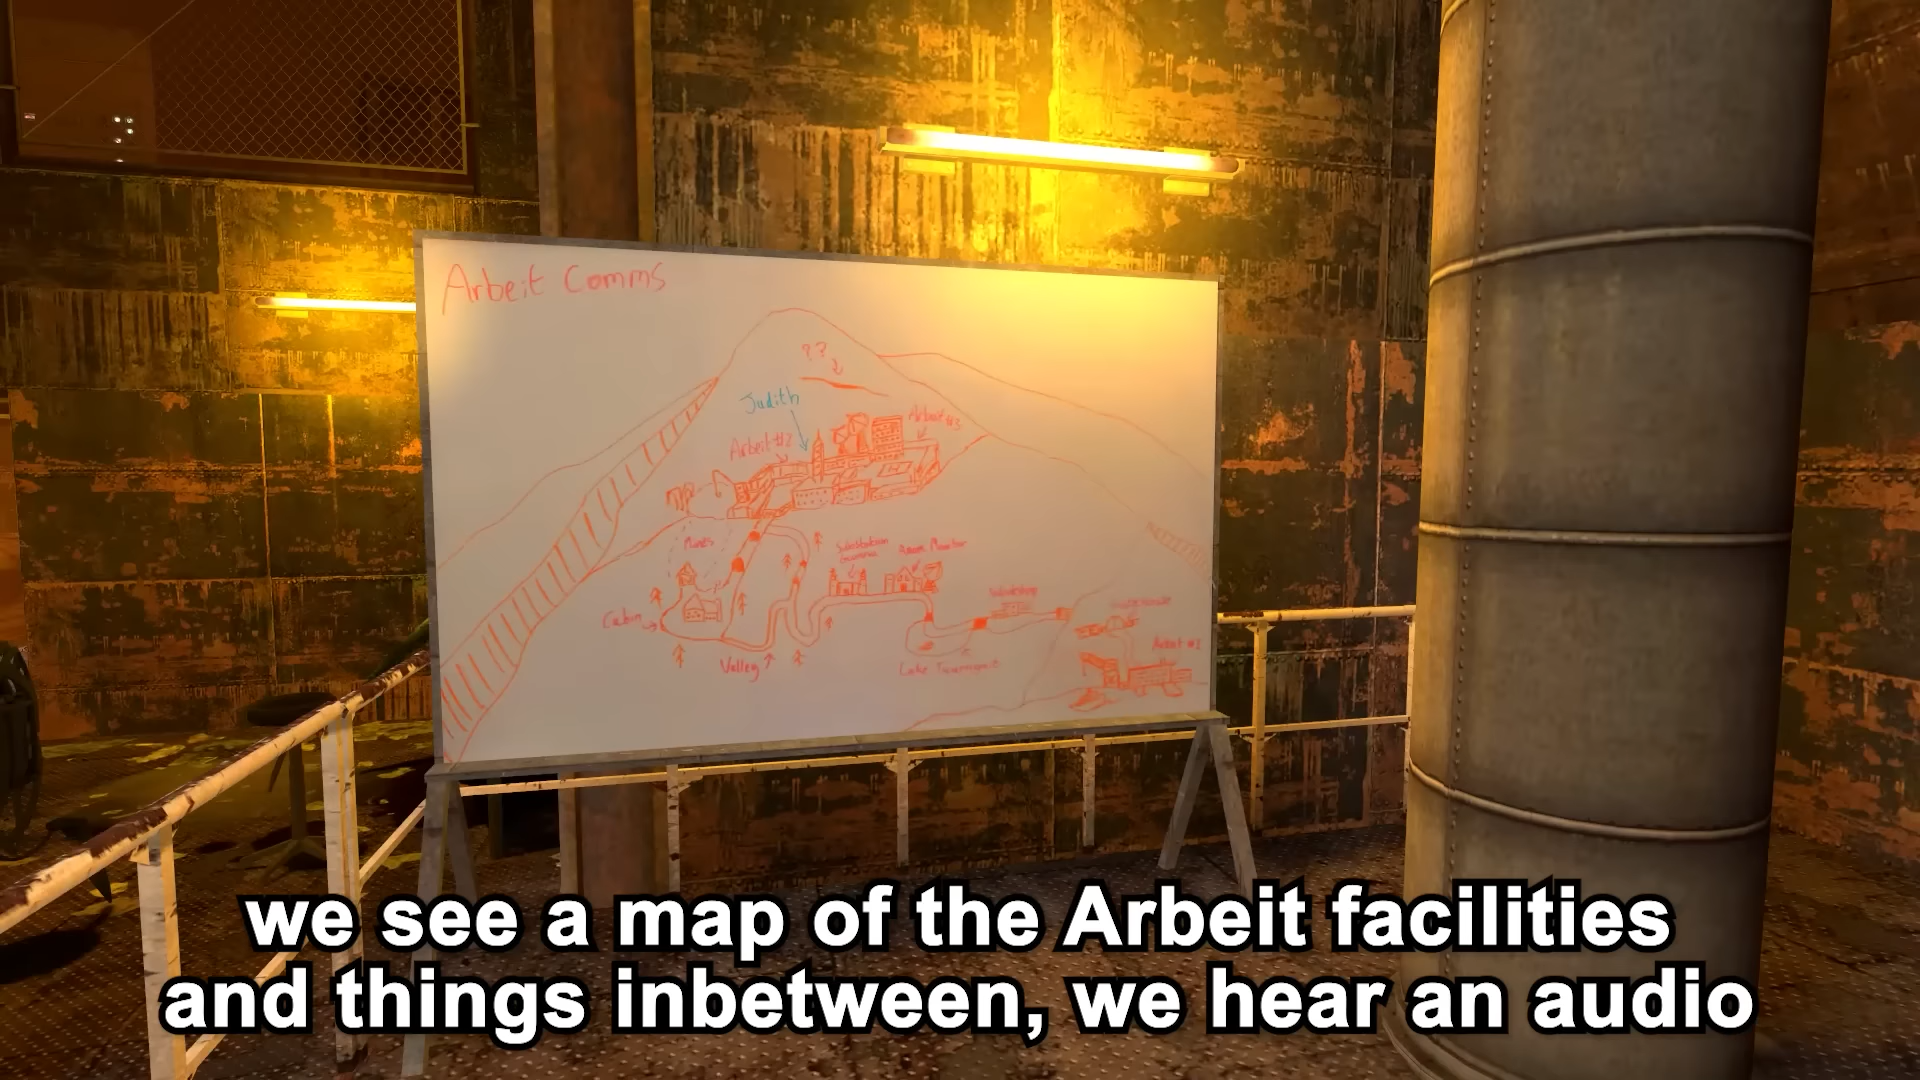 Arbeit Comms
??
Judith
Arbeit #3
Arbeit #2
Mines
Substation
Cabin
Valley
Arbeit #1
we see a map of the Arbeit facilities
and things inbetween, we hear an audio